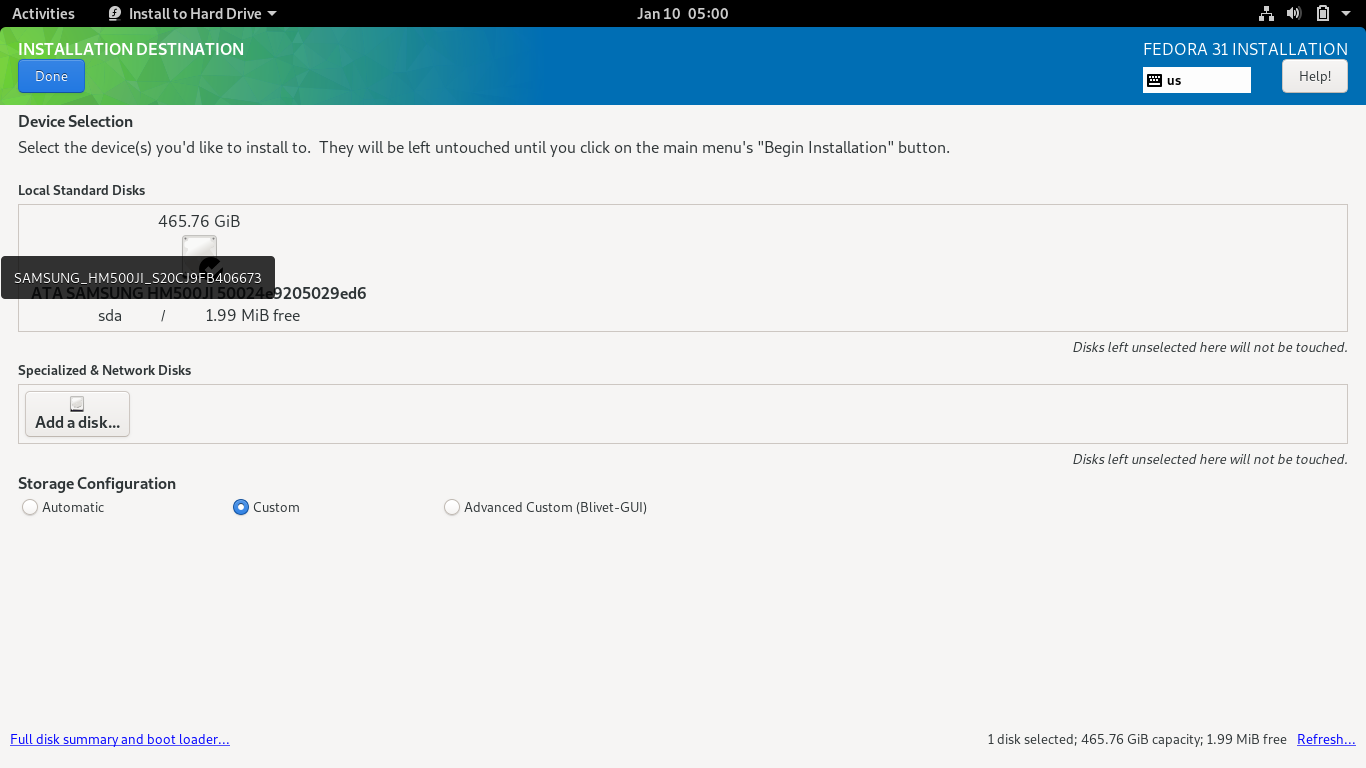 Activities Install to Hard Drive Jan 10 05:00
INSTALLATION DESTINATION FEDORA 31 INSTALLATION
Done us Help!
Device Selection
Select the device(s) you'd like to install to. They will be left untouched until you click on the main menu's "Begin Installation" button.
Local Standard Disks
465.76 GiB
SAMSUNG_HM500JI_S20CJ9FB406673
ATA SAMSUNG HM500JI 50024e9205029ed6
sda / 1.99 MiB free
Disks left unselected here will not be touched.
Specialized & Network Disks
Add a disk...
Disks left unselected here will not be touched.
Storage Configuration
Automatic Custom Advanced Custom (Blivet-GUI)
Full disk summary and boot loader... 1 disk selected; 465.76 GiB capacity; 1.99 MiB free Refresh...